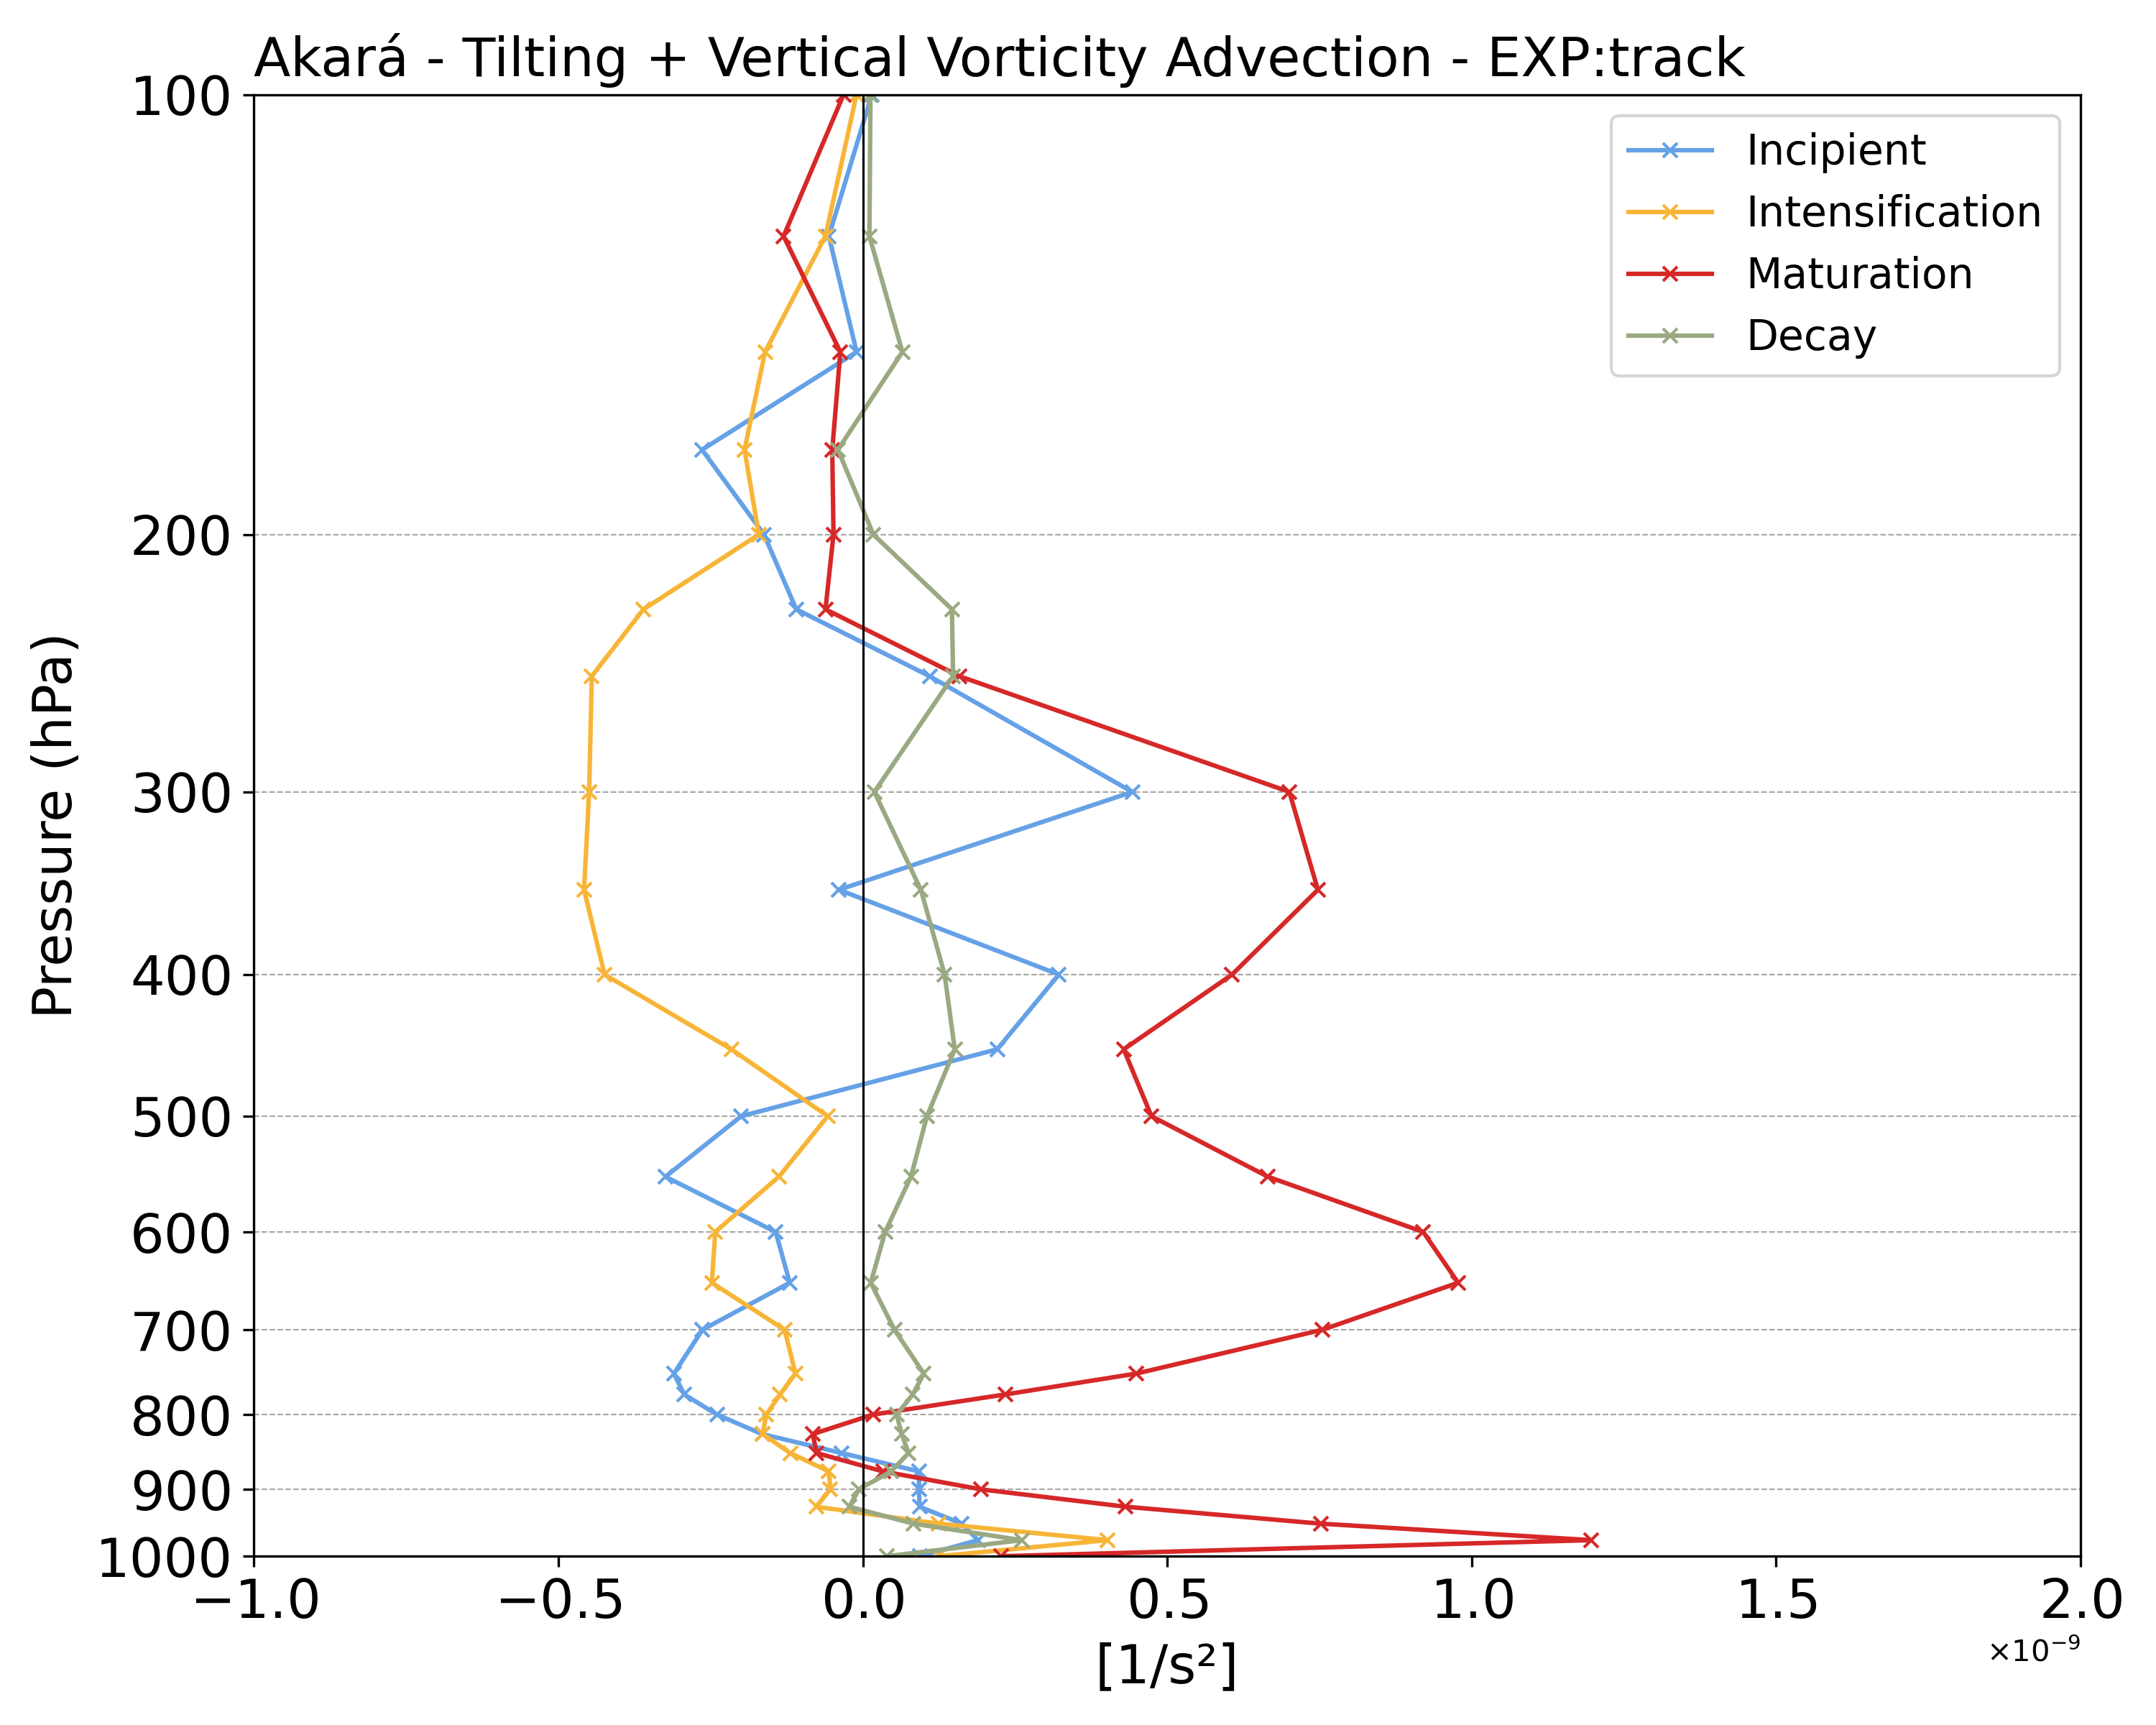 Akará - Tilting + Vertical Vorticity Advection - EXP:track
100
200
300
400
500
600
700
800
900
1000
Pressure (hPa)
Incipient
Intensification
Maturation
Decay
−1.0 −0.5 0.0 0.5 1.0 1.5 2.0
×10⁻⁹
[1/s²]